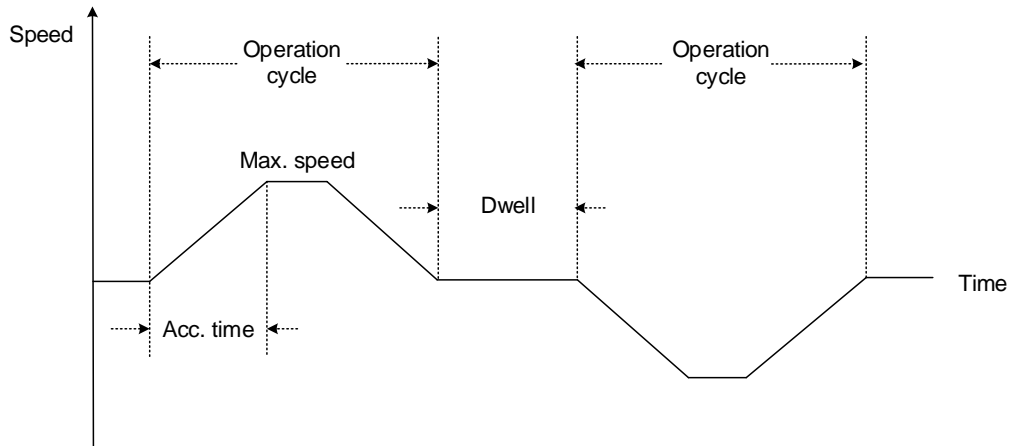 Speed
Operation
cycle
Operation
cycle
Max. speed
Dwell
Time
Acc. time